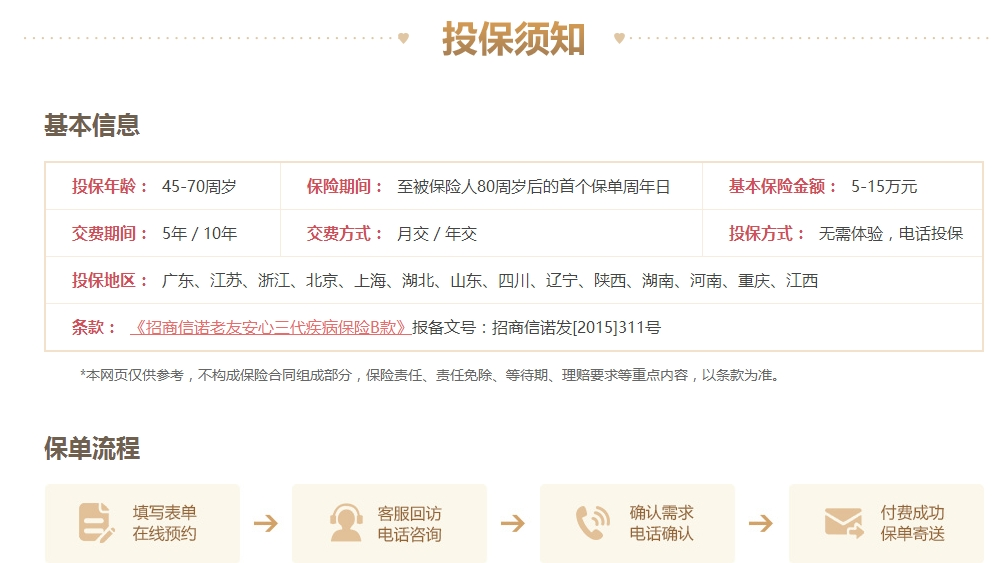 投保须知
基本信息
投保年龄： 45-70周岁 保险期间： 至被保险人80周岁后的首个保单周年日 基本保险金额： 5-15万元
交费期间： 5年 / 10年 交费方式： 月交 / 年交 投保方式： 无需体验，电话投保
投保地区： 广东、江苏、浙江、北京、上海、湖北、山东、四川、辽宁、陕西、湖南、河南、重庆、江西
条款： 《招商信诺老友安心三代疾病保险B款》报备文号：招商信诺发[2015]311号
*本网页仅供参考，不构成保险合同组成部分，保险责任、责任免除、等待期、理赔要求等重点内容，以条款为准。
保单流程
填写表单
在线预约
客服回访
电话咨询
确认需求
电话确认
付费成功
保单寄送